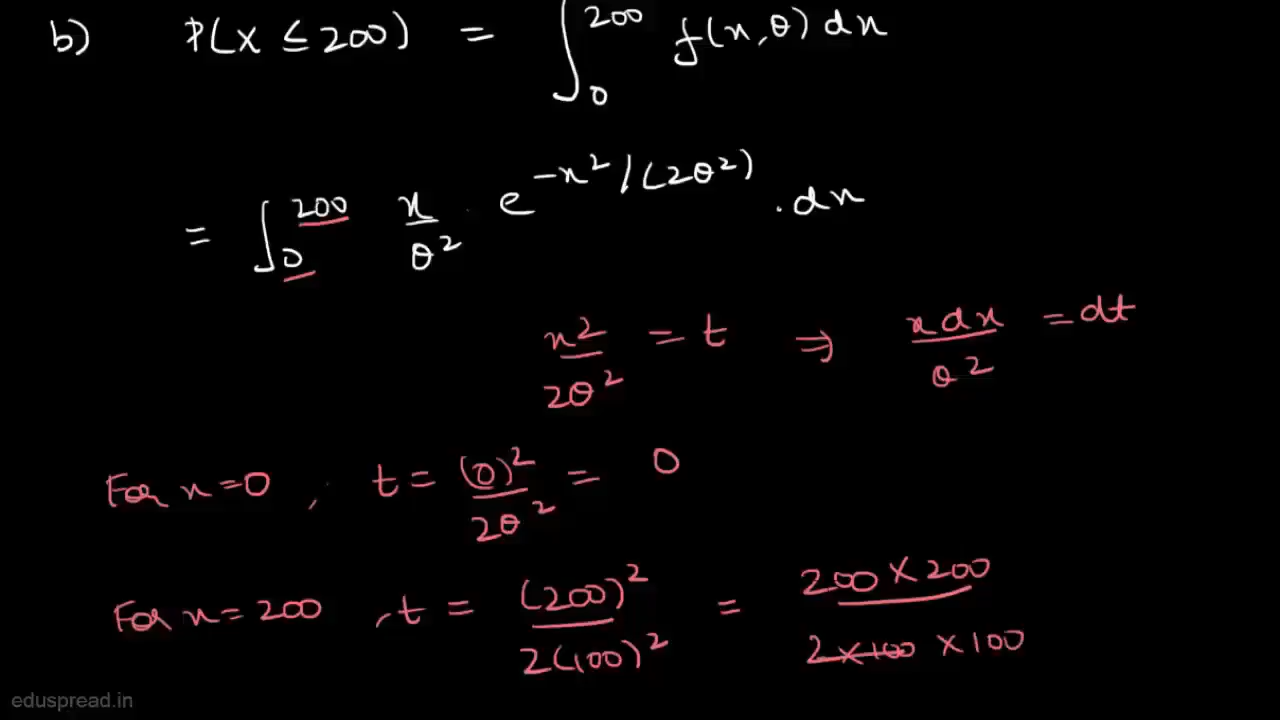 b) P(x ≤ 200) = ∫₀²⁰⁰ f(x, θ) dx
= ∫₀²⁰⁰ x/θ² · e^(-x²/(2θ²)) · dx
x²/2θ² = t ⇒ x dx/θ² = dt
For x = 0, t = (0)²/2θ² = 0
For x = 200, t = (200)²/2(100)² = 200 × 200/2 × 100 × 100
eduspread.in